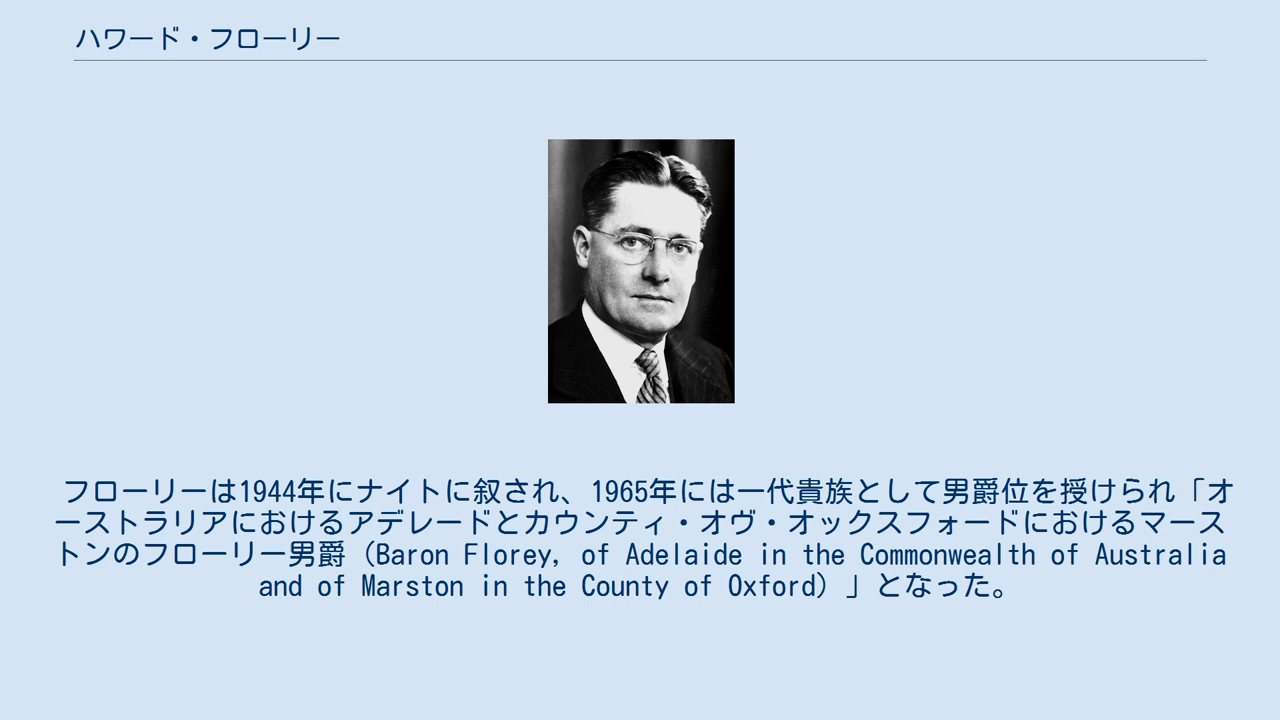 ハワード・フローリー
フローリーは1944年にナイトに叙され、1965年には一代貴族として男爵位を授けられ「オ
ーストラリアにおけるアデレードとカウンティ・オヴ・オックスフォードにおけるマース
トンのフローリー男爵（Baron Florey, of Adelaide in the Commonwealth of Australia
and of Marston in the County of Oxford）」となった。